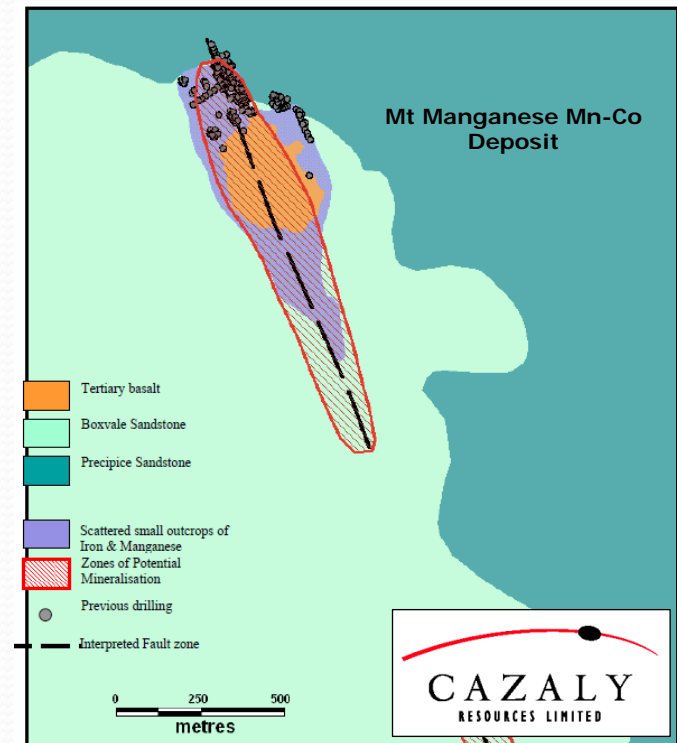 Mt Manganese Mn-Co
Deposit
Tertiary basalt
Boxvale Sandstone
Precipice Sandstone
Scattered small outcrops of
Iron & Manganese
Zones of Potential
Mineralisation
Previous drilling
Interpreted Fault zone
0 250 500
metres
CAZALY
RESOURCES LIMITED